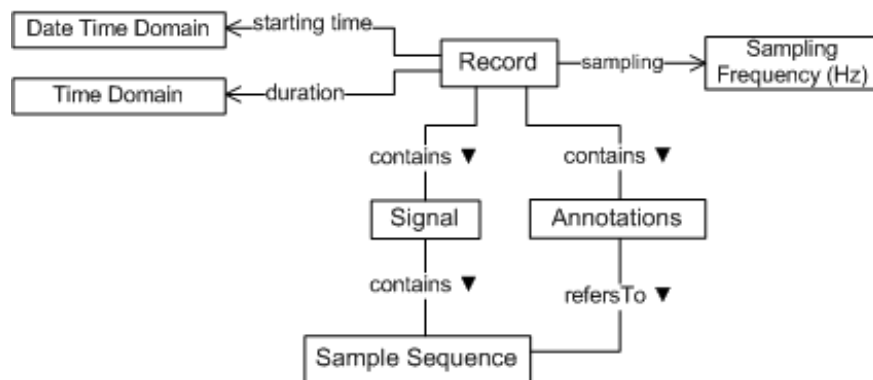 Date Time Domain
starting time
Record
sampling
Sampling
Frequency (Hz)
Time Domain
duration
contains ▼
contains ▼
Signal
Annotations
contains ▼
refersTo ▼
Sample Sequence